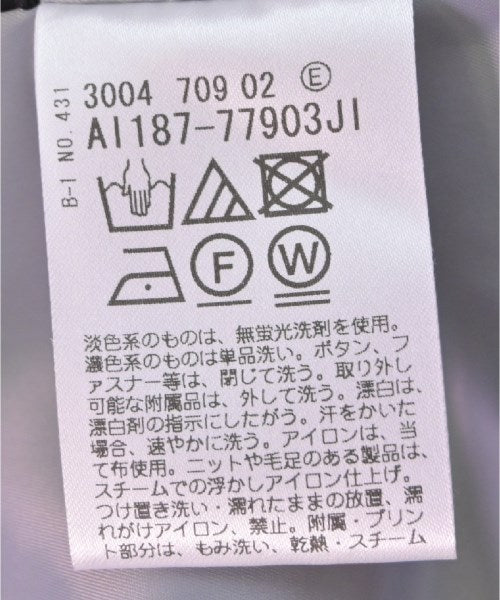 B-1 NO. 431
3004 709 02 E
AI187-77903JI
F W
淡色系のものは、無蛍光洗剤を使用。
濃色系のものは単品洗い。ボタン、フ
ァスナー等は、閉じて洗う。取り外し
可能な附属品は、外して洗う。漂白は、
漂白剤の指示にしたがう。汗をかいた
場合、速やかに洗う。アイロンは、当
て布使用。ニットや毛足のある製品は、
スチームでの浮かしアイロン仕上げ。
つけ置き洗い・濡れたままの放置、濡
れがけアイロン、禁止。附属・プリン
ト部分は、もみ洗い、乾熱・スチーム